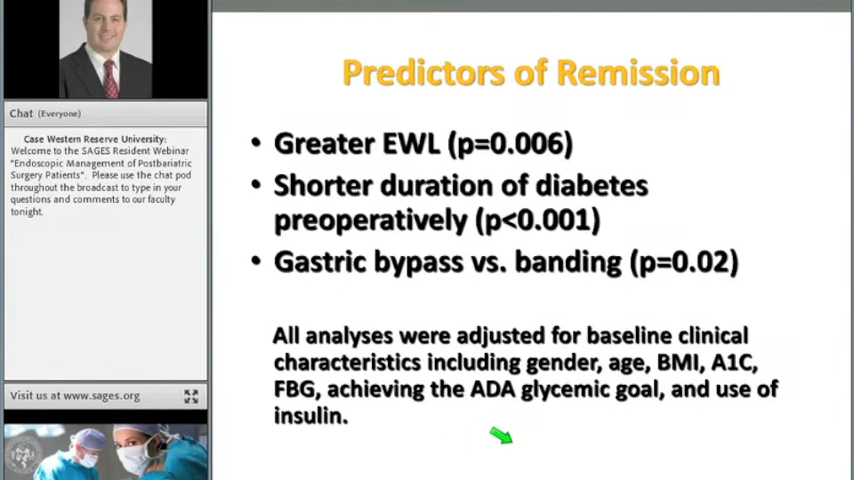 Chat (Everyone)
Case Western Reserve University:
Welcome to the SAGES Resident Webinar
"Endoscopic Management of Postbariatric
Surgery Patients". Please use the chat pod
throughout the broadcast to type in your
questions and comments to our faculty
tonight.
Visit us at www.sages.org
Predictors of Remission
• Greater EWL (p=0.006)
• Shorter duration of diabetes
preoperatively (p<0.001)
• Gastric bypass vs. banding (p=0.02)
All analyses were adjusted for baseline clinical
characteristics including gender, age, BMI, A1C,
FBG, achieving the ADA glycemic goal, and use of
insulin.